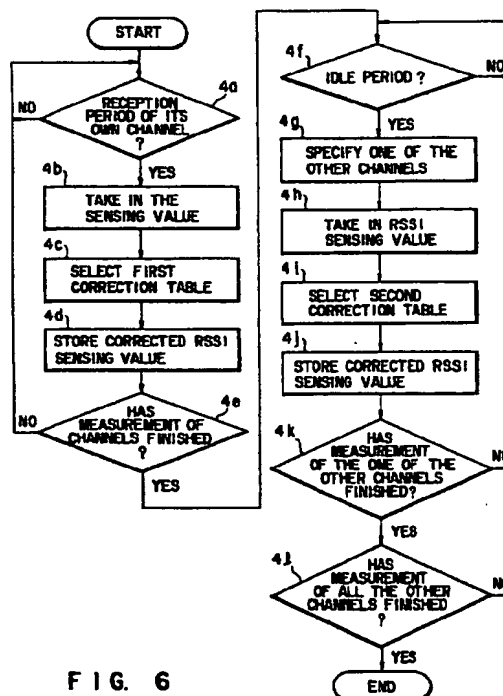 START
4a
RECEPTION
PERIOD OF ITS
OWN CHANNEL
?
NO
YES
4b
TAKE IN THE
SENSING VALUE
4c
SELECT FIRST
CORRECTION TABLE
4d
STORE CORRECTED RSSI
SENSING VALUE
4e
HAS
MEASUREMENT OF
CHANNELS FINISHED
?
NO
YES
4f
IDLE PERIOD ?
NO
YES
4g
SPECIFY ONE OF THE
OTHER CHANNELS
4h
TAKE IN RSSI
SENSING VALUE
4i
SELECT SECOND
CORRECTION TABLE
4j
STORE CORRECTED RSSI
SENSING VALUE
4k
HAS
MEASUREMENT
OF THE ONE OF THE
OTHER CHANNELS
FINISHED?
NO
YES
4l
HAS
MEASUREMENT
OF ALL THE OTHER
CHANNELS FINISHED
?
NO
YES
END
FIG. 6